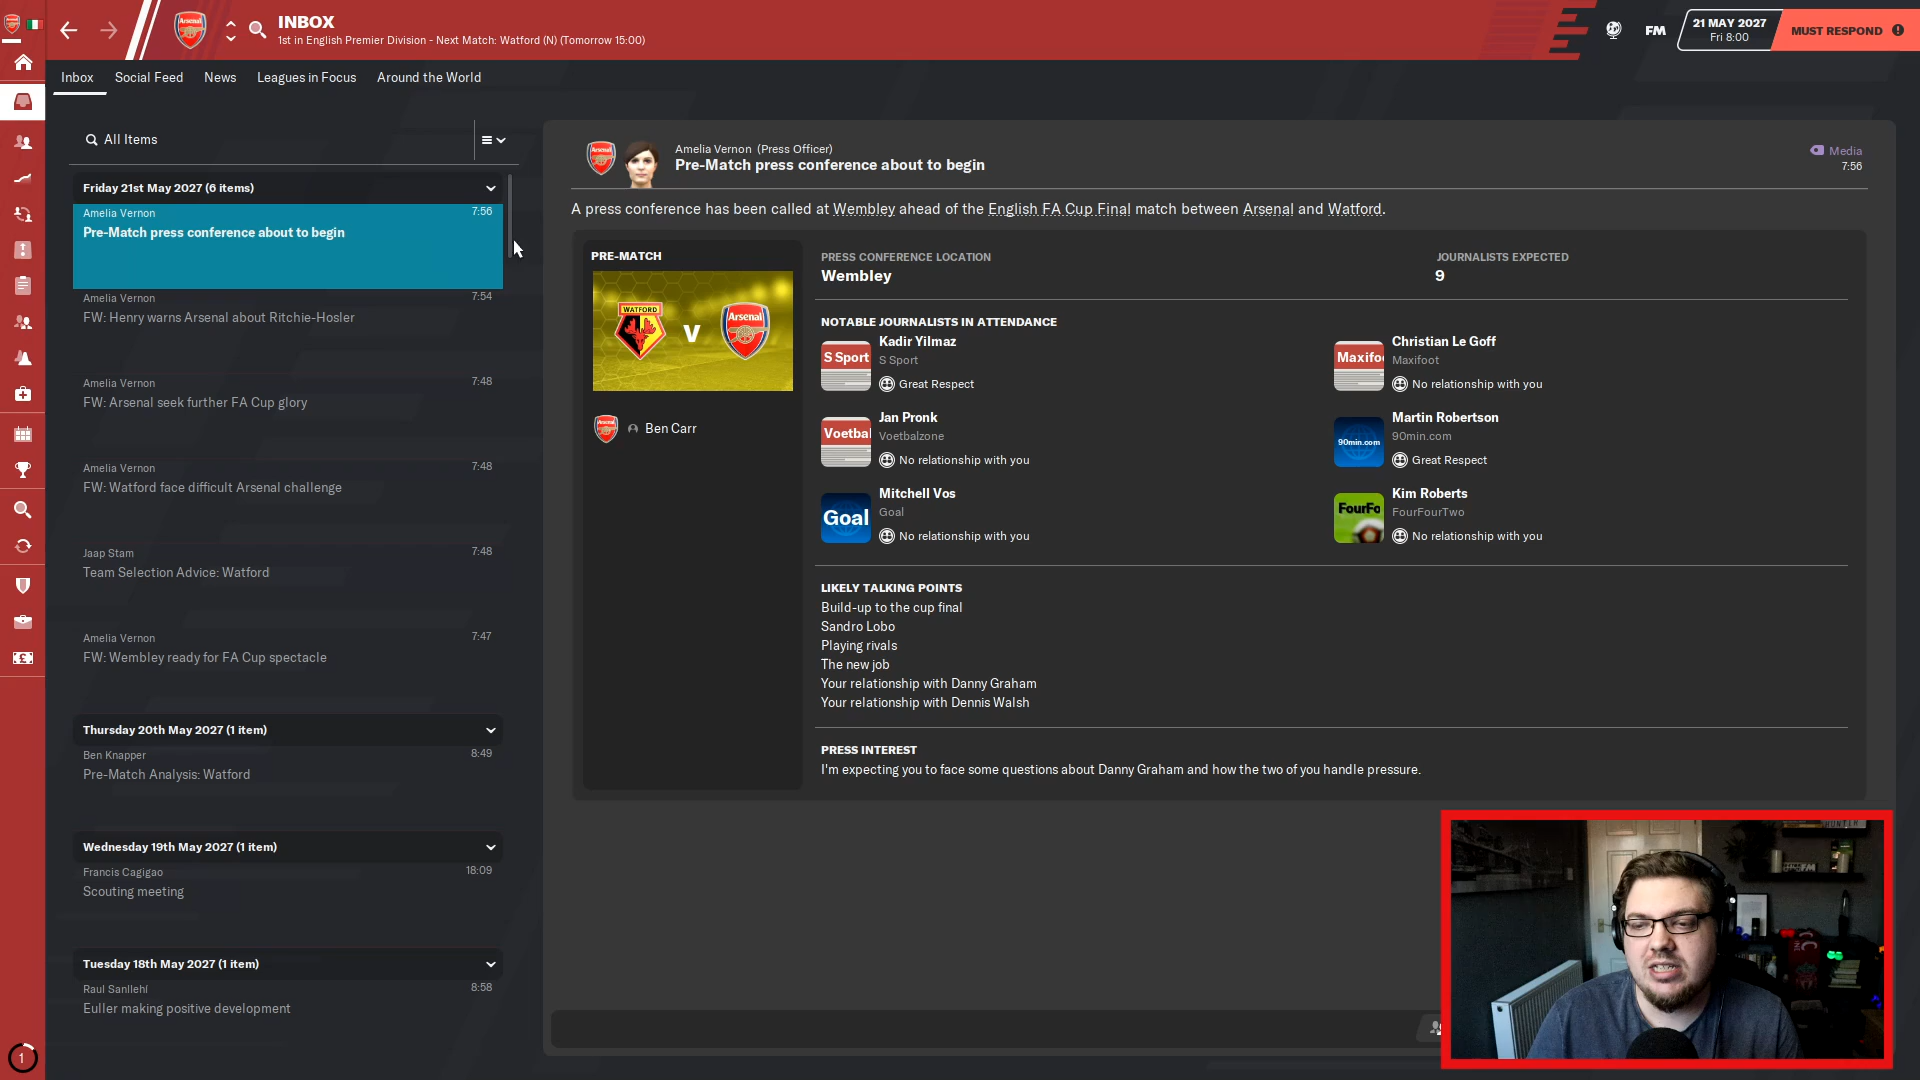 INBOX
1st in English Premier Division - Next Match: Watford (N) (Tomorrow 15:00)
FM
21 MAY 2027
Fri 8:00
MUST RESPOND
Inbox
Social Feed
News
Leagues in Focus
Around the World
All Items
Friday 21st May 2027 (6 items)
Amelia Vernon 7:56
Pre-Match press conference about to begin
Amelia Vernon 7:54
FW: Henry warns Arsenal about Ritchie-Hosler
Amelia Vernon 7:48
FW: Arsenal seek further FA Cup glory
Amelia Vernon 7:48
FW: Watford face difficult Arsenal challenge
Jaap Stam 7:48
Team Selection Advice: Watford
Amelia Vernon 7:47
FW: Wembley ready for FA Cup spectacle
Thursday 20th May 2027 (1 item)
Ben Knapper 8:49
Pre-Match Analysis: Watford
Wednesday 19th May 2027 (1 item)
Francis Cagigao 18:09
Scouting meeting
Tuesday 18th May 2027 (1 item)
Raul Sanllehí 8:58
Euller making positive development
1
Amelia Vernon (Press Officer)
Pre-Match press conference about to begin
Media
7:56
A press conference has been called at Wembley ahead of the English FA Cup Final match between Arsenal and Watford.
PRE-MATCH
WATFORD
V
Arsenal
Ben Carr
PRESS CONFERENCE LOCATION
Wembley
JOURNALISTS EXPECTED
9
NOTABLE JOURNALISTS IN ATTENDANCE
S Sport
Kadir Yilmaz
S Sport
Great Respect
Maxifo
Christian Le Goff
Maxifoot
No relationship with you
Voetba
Jan Pronk
Voetbalzone
No relationship with you
90min.com
Martin Robertson
90min.com
Great Respect
Goal
Mitchell Vos
Goal
No relationship with you
FourFo
Kim Roberts
FourFourTwo
No relationship with you
LIKELY TALKING POINTS
Build-up to the cup final
Sandro Lobo
Playing rivals
The new job
Your relationship with Danny Graham
Your relationship with Dennis Walsh
PRESS INTEREST
I'm expecting you to face some questions about Danny Graham and how the two of you handle pressure.